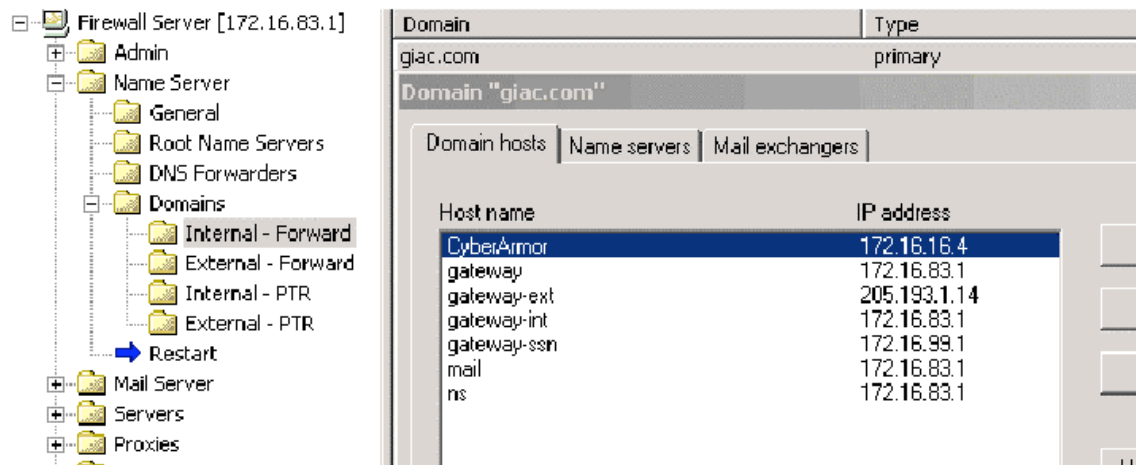 Firewall Server [172.16.83.1]
Admin
Name Server
General
Root Name Servers
DNS Forwarders
Domains
Internal - Forward
External - Forward
Internal - PTR
External - PTR
Restart
Mail Server
Servers
Proxies
Domain Type
giac.com primary
Domain "giac.com"
Domain hosts Name servers Mail exchangers
Host name IP address
CyberArmor 172.16.16.4
gateway 172.16.83.1
gateway-ext 205.193.1.14
gateway-int 172.16.83.1
gateway-ssn 172.16.99.1
mail 172.16.83.1
ns 172.16.83.1